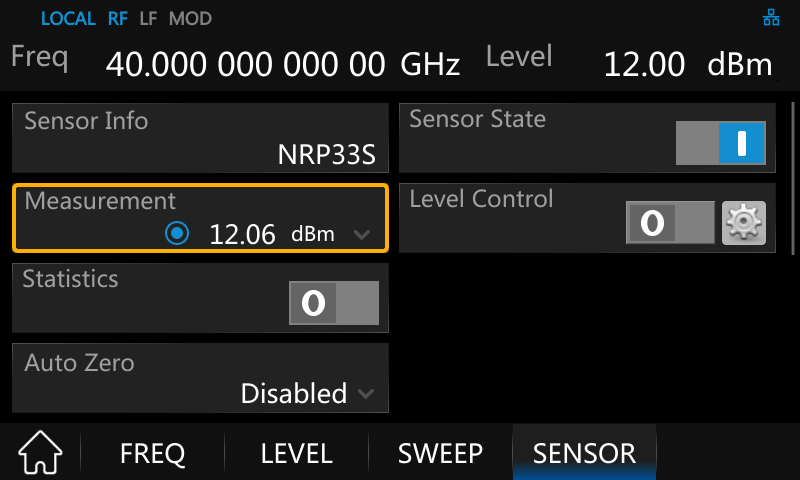 LOCAL RF LF MOD
Freq 40.000 000 000 00 GHz Level 12.00 dBm
Sensor Info
NRP33S
Sensor State
I
Measurement
12.06 dBm
Level Control
0
Statistics
0
Auto Zero
Disabled
FREQ LEVEL SWEEP SENSOR